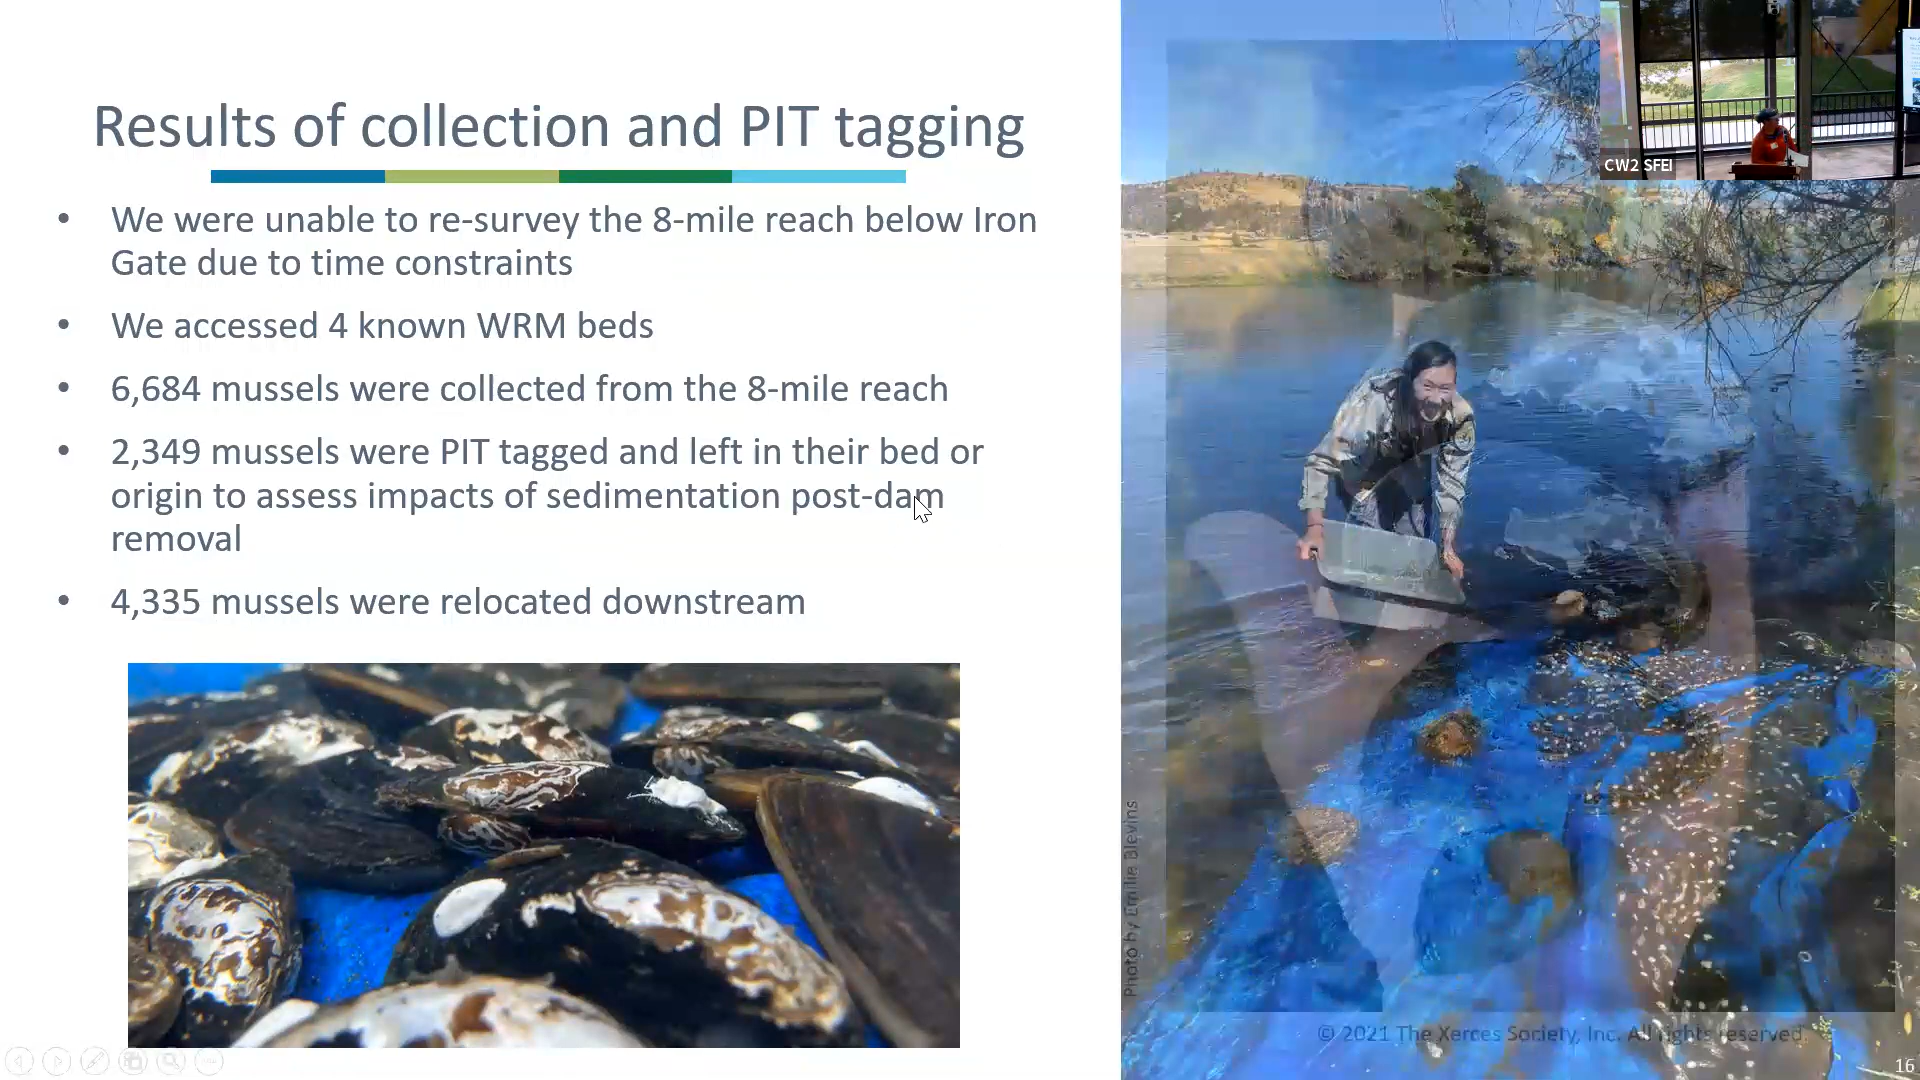 Results of collection and PIT tagging
• We were unable to re-survey the 8-mile reach below Iron
Gate due to time constraints
• We accessed 4 known WRM beds
• 6,684 mussels were collected from the 8-mile reach
• 2,349 mussels were PIT tagged and left in their bed or
origin to assess impacts of sedimentation post-dam
removal
• 4,335 mussels were relocated downstream
CW2 SFEI
Photo by Emilie Blevins
© 2021 The Xerces Society, Inc. All rights reserved.
16